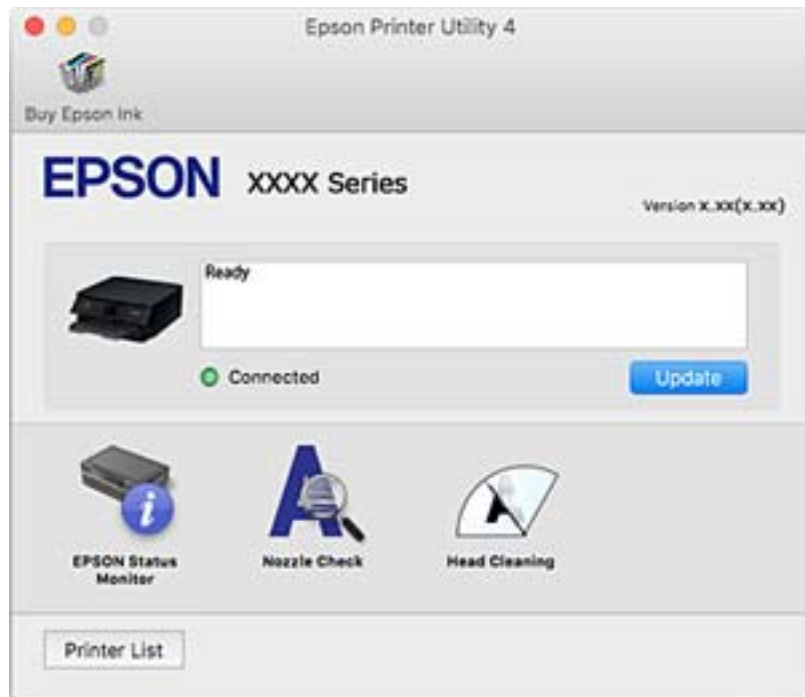 Epson Printer Utility 4
Buy Epson Ink
EPSON XXXX Series
Version x.xx(x.xx)
Ready
Connected
Update
EPSON Status
Monitor
Nozzle Check
Head Cleaning
Printer List